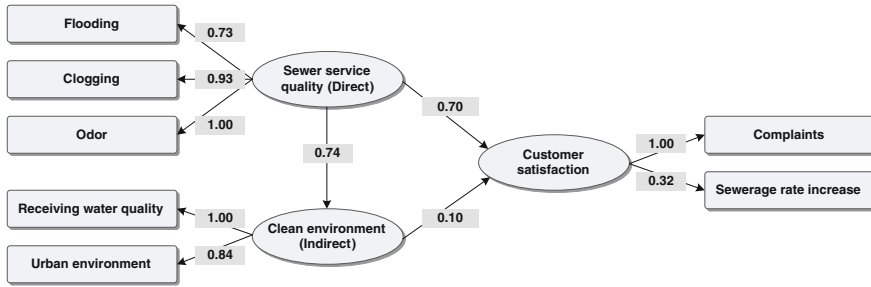 Flooding
0.73
Clogging
0.93
Odor
1.00
Sewer service
quality (Direct)
0.70
0.74
Customer
satisfaction
1.00
Complaints
0.32
Sewerage rate increase
Receiving water quality
1.00
Clean environment
(Indirect)
0.10
Urban environment
0.84